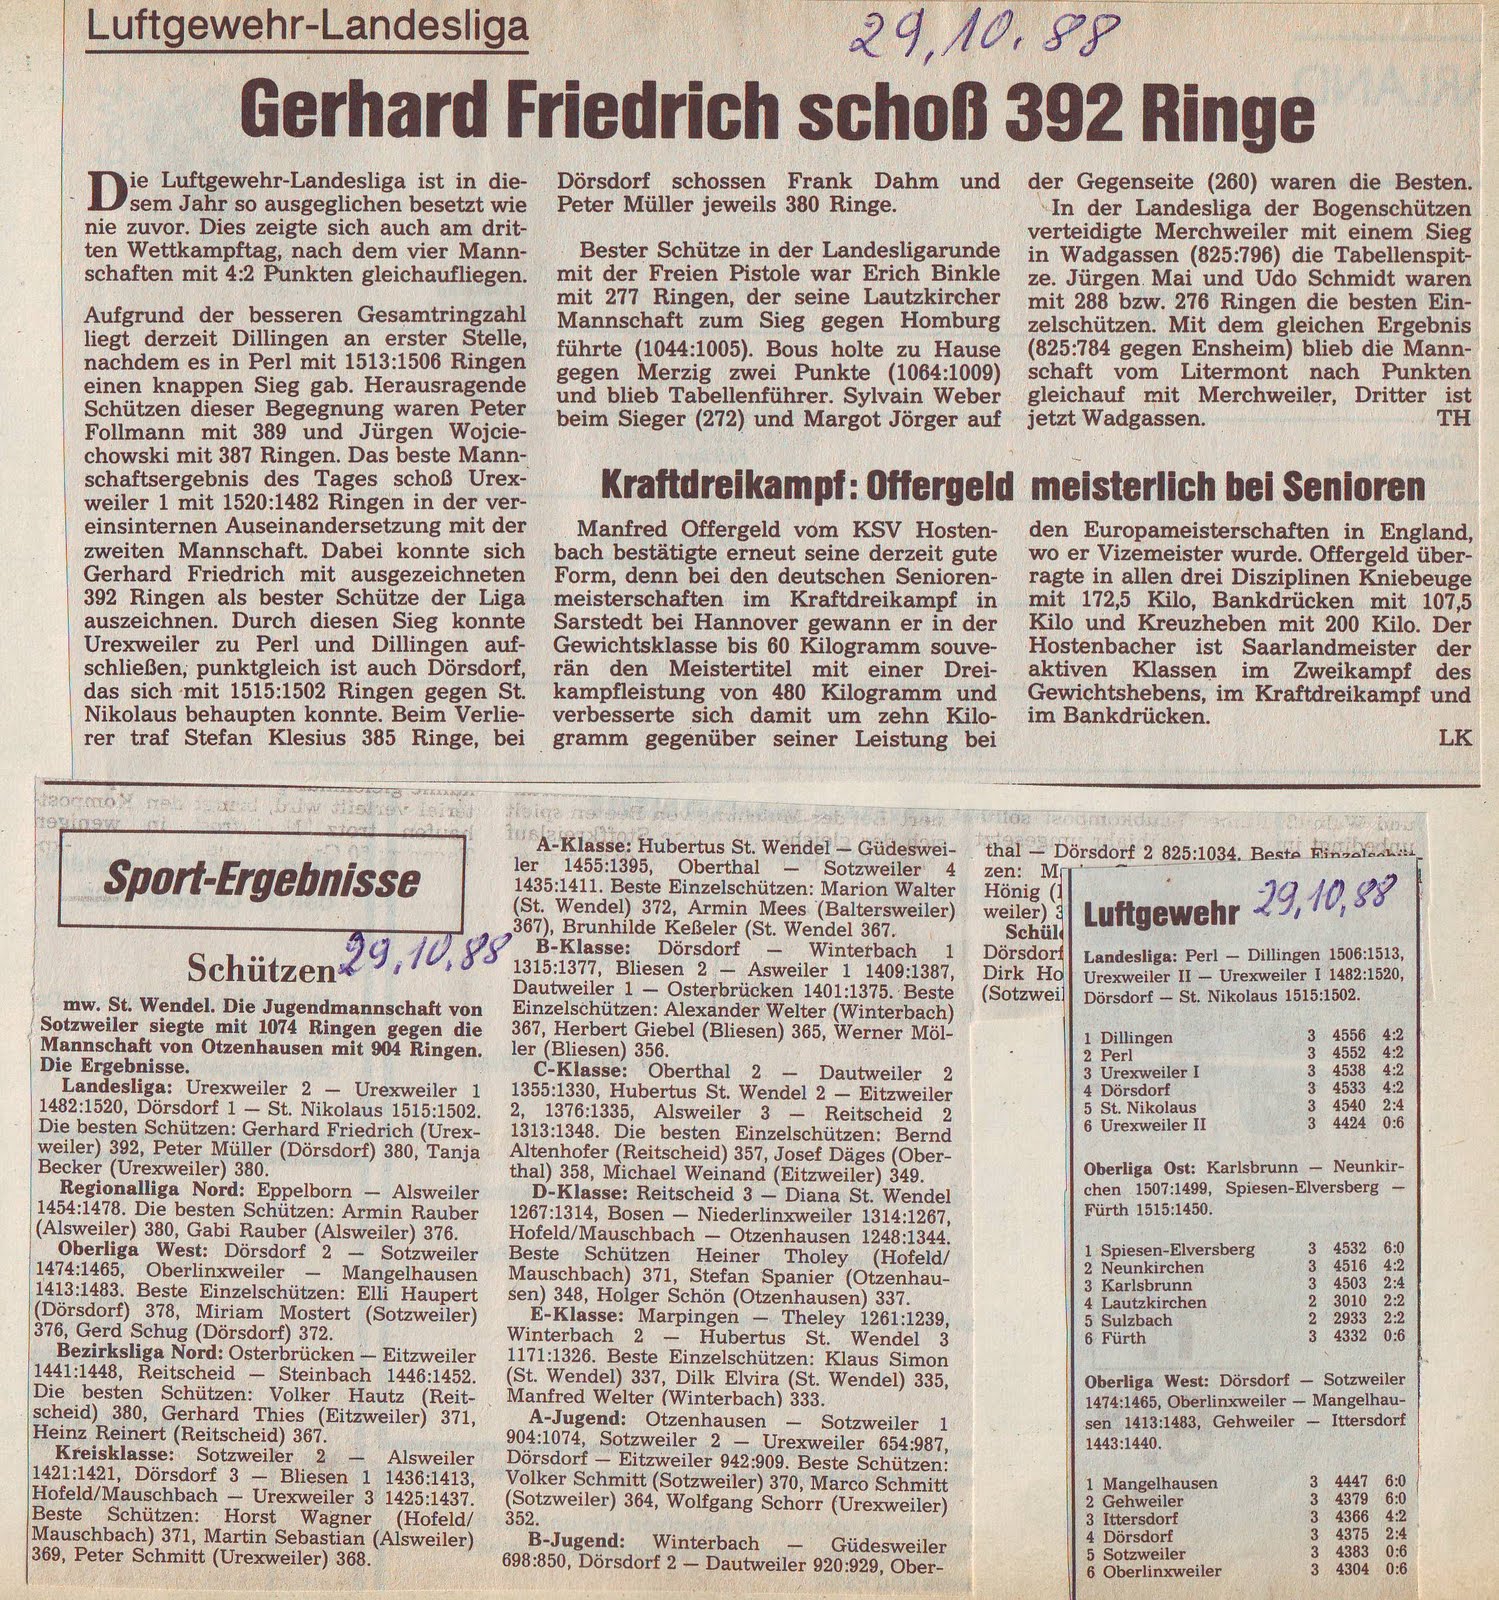 Luftgewehr-Landesliga
29.10.88
Gerhard Friedrich schoß 392 Ringe
Die Luftgewehr-Landesliga ist in die-
sem Jahr so ausgeglichen besetzt wie
nie zuvor. Dies zeigte sich auch am drit-
ten Wettkampftag, nach dem vier Mann-
schaften mit 4:2 Punkten gleichaufliegen.
Aufgrund der besseren Gesamtringzahl
liegt derzeit Dillingen an erster Stelle,
nachdem es in Perl mit 1513:1506 Ringen
einen knappen Sieg gab. Herausragende
Schützen dieser Begegnung waren Peter
Follmann mit 389 und Jürgen Wojcie-
chowski mit 387 Ringen. Das beste Mann-
schaftsergebnis des Tages schoß Urex-
weiler 1 mit 1520:1482 Ringen in der ver-
einsinternen Auseinandersetzung mit der
zweiten Mannschaft. Dabei konnte sich
Gerhard Friedrich mit ausgezeichneten
392 Ringen als bester Schütze der Liga
auszeichnen. Durch diesen Sieg konnte
Urexweiler zu Perl und Dillingen auf-
schließen, punktgleich ist auch Dörsdorf,
das sich mit 1515:1502 Ringen gegen St.
Nikolaus behaupten konnte. Beim Verlie-
rer traf Stefan Klesius 385 Ringe, bei
Dörsdorf schossen Frank Dahm und
Peter Müller jeweils 380 Ringe.
Bester Schütze in der Landesligarunde
mit der Freien Pistole war Erich Binkle
mit 277 Ringen, der seine Lautzkircher
Mannschaft zum Sieg gegen Homburg
führte (1044:1005). Bous holte zu Hause
gegen Merzig zwei Punkte (1064:1009)
und blieb Tabellenführer. Sylvain Weber
beim Sieger (272) und Margot Jörger auf
der Gegenseite (260) waren die Besten.
In der Landesliga der Bogenschützen
verteidigte Merchweiler mit einem Sieg
in Wadgassen (825:796) die Tabellenspit-
ze. Jürgen Mai und Udo Schmidt waren
mit 288 bzw. 276 Ringen die besten Ein-
zelschützen. Mit dem gleichen Ergebnis
(825:784 gegen Ensheim) blieb die Mann-
schaft vom Litermont nach Punkten
gleichauf mit Merchweiler, Dritter ist
jetzt Wadgassen. TH
Kraftdreikampf: Offergeld meisterlich bei Senioren
Manfred Offergeld vom KSV Hosten-
bach bestätigte erneut seine derzeit gute
Form, denn bei den deutschen Senioren-
meisterschaften im Kraftdreikampf in
Sarstedt bei Hannover gewann er in der
Gewichtsklasse bis 60 Kilogramm souve-
rän den Meistertitel mit einer Drei-
kampfleistung von 480 Kilogramm und
verbesserte sich damit um zehn Kilo-
gramm gegenüber seiner Leistung bei
den Europameisterschaften in England,
wo er Vizemeister wurde. Offergeld über-
ragte in allen drei Disziplinen Kniebeuge
mit 172,5 Kilo, Bankdrücken mit 107,5
Kilo und Kreuzheben mit 200 Kilo. Der
Hostenbacher ist Saarlandmeister der
aktiven Klassen im Zweikampf des
Gewichtshebens, im Kraftdreikampf und
im Bankdrücken.
LK
Sport-Ergebnisse
Schützen
29.10.88
mw. St. Wendel. Die Jugendmannschaft von
Sotzweiler siegte mit 1074 Ringen gegen die
Mannschaft von Otzenhausen mit 904 Ringen.
Die Ergebnisse.
Landesliga: Urexweiler 2 — Urexweiler 1
1482:1520, Dörsdorf 1 — St. Nikolaus 1515:1502.
Die besten Schützen: Gerhard Friedrich (Urex-
weiler) 392, Peter Müller (Dörsdorf) 380, Tanja
Becker (Urexweiler) 380.
Regionalliga Nord: Eppelborn — Alsweiler
1454:1478. Die besten Schützen: Armin Rauber
(Alsweiler) 380, Gabi Rauber (Alsweiler) 376.
Oberliga West: Dörsdorf 2 — Sotzweiler
1474:1465, Oberlinxweiler — Mangelhausen
1413:1483. Beste Einzelschützen: Elli Haupert
(Dörsdorf) 378, Miriam Mostert (Sotzweiler)
376, Gerd Schug (Dörsdorf) 372.
Bezirksliga Nord: Osterbrücken — Eitzweiler
1441:1448, Reitscheid — Steinbach 1446:1452.
Die besten Schützen: Volker Hautz (Reit-
scheid) 380, Gerhard Thies (Eitzweiler) 371,
Heinz Reinert (Reitscheid) 367.
Kreisklasse: Sotzweiler 2 — Alsweiler
1421:1421, Dörsdorf 3 — Bliesen 1 1436:1413,
Hofeld/Mauschbach — Urexweiler 3 1425:1437.
Beste Schützen: Horst Wagner (Hofeld/
Mauschbach) 371, Martin Sebastian (Alsweiler)
369, Peter Schmitt (Urexweiler) 368.
A-Klasse: Hubertus St. Wendel — Güdeswei-
ler 1455:1395, Oberthal — Sotzweiler 4
1435:1411. Beste Einzelschützen: Marion Walter
(St. Wendel) 372, Armin Mees (Baltersweiler)
367), Brunhilde Keßeler (St. Wendel 367.
B-Klasse: Dörsdorf — Winterbach 1
1315:1377, Bliesen 2 — Asweiler 1 1409:1387,
Dautweiler 1 — Osterbrücken 1401:1375. Beste
Einzelschützen: Alexander Welter (Winterbach)
367, Herbert Giebel (Bliesen) 365, Werner Möl-
ler (Bliesen) 356.
C-Klasse: Oberthal 2 — Dautweiler 2
1355:1330, Hubertus St. Wendel 2 — Eitzweiler
2, 1376:1335, Alsweiler 3 — Reitscheid 2
1313:1348. Die besten Einzelschützen: Bernd
Altenhofer (Reitscheid) 357, Josef Däges (Ober-
thal) 358, Michael Weinand (Eitzweiler) 349.
D-Klasse: Reitscheid 3 — Diana St. Wendel
1267:1314, Bosen — Niederlinxweiler 1314:1267,
Hofeld/Mauschbach — Otzenhausen 1248:1344.
Beste Schützen Heiner Tholey (Hofeld/
Mauschbach) 371, Stefan Spanier (Otzenhau-
sen) 348, Holger Schön (Otzenhausen) 337.
E-Klasse: Marpingen — Theley 1261:1239,
Winterbach 2 — Hubertus St. Wendel 3
1171:1326. Beste Einzelschützen: Klaus Simon
(St. Wendel) 337, Dilk Elvira (St. Wendel) 335,
Manfred Welter (Winterbach) 333.
A-Jugend: Otzenhausen — Sotzweiler 1
904:1074, Sotzweiler 2 — Urexweiler 654:987,
Dörsdorf — Eitzweiler 942:909. Beste Schützen:
Volker Schmitt (Sotzweiler) 370, Marco Schmitt
(Sotzweiler) 364, Wolfgang Schorr (Urexweiler)
352.
B-Jugend: Winterbach — Güdesweiler
698:850, Dörsdorf 2 — Dautweiler 920:929, Ober-
thal — Dörsdorf 2 825:1034. Beste Einzelschüt-
zen: M
Hönig (1
weiler) 3
Schül
Dörsdorf
Dirk Ho
(Sotzweil
Luftgewehr
29.10.88
Landesliga: Perl — Dillingen 1506:1513,
Urexweiler II — Urexweiler I 1482:1520,
Dörsdorf — St. Nikolaus 1515:1502.
1 Dillingen 3 4556 4:2
2 Perl 3 4552 4:2
3 Urexweiler I 3 4538 4:2
4 Dörsdorf 3 4533 4:2
5 St. Nikolaus 3 4540 2:4
6 Urexweiler II 3 4424 0:6
Oberliga Ost: Karlsbrunn — Neunkir-
chen 1507:1499, Spiesen-Elversberg —
Fürth 1515:1450.
1 Spiesen-Elversberg 3 4532 6:0
2 Neunkirchen 3 4516 4:2
3 Karlsbrunn 3 4503 2:4
4 Lautzkirchen 2 3010 2:2
5 Sulzbach 2 2933 2:2
6 Fürth 3 4332 0:6
Oberliga West: Dörsdorf — Sotzweiler
1474:1465, Oberlinxweiler — Mangelhau-
sen 1413:1483, Gehweiler — Ittersdorf
1443:1440.
1 Mangelhausen 3 4447 6:0
2 Gehweiler 3 4379 6:0
3 Ittersdorf 3 4366 4:2
4 Dörsdorf 3 4375 2:4
5 Sotzweiler 3 4383 0:6
6 Oberlinxweiler 3 4304 0:6